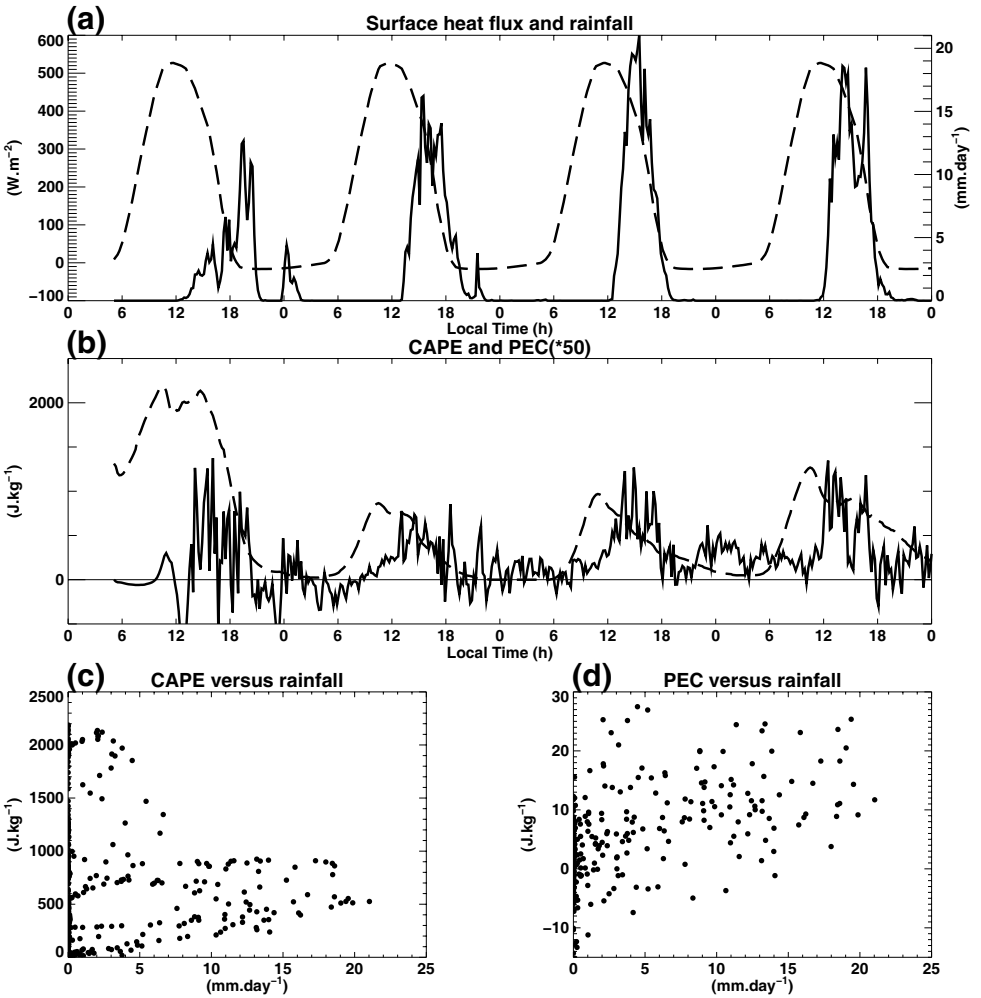 (a) Surface heat flux and rainfall
600 20
500
400 15
300
10
200
100 5
0
−100 0
(W.m−2) (mm.day−1)
0 6 12 18 0 6 12 18 0 6 12 18 0 6 12 18 0
Local Time (h)
(b) CAPE and PEC(*50)
2000
1000
0
(J.kg−1)
0 6 12 18 0 6 12 18 0 6 12 18 0 6 12 18 0
Local Time (h)
(c) CAPE versus rainfall
2500
2000
1500
1000
500
0
(J.kg−1)
0 5 10 15 20 25
(mm.day−1)
(d) PEC versus rainfall
30
20
10
0
−10
(J.kg−1)
0 5 10 15 20 25
(mm.day−1)